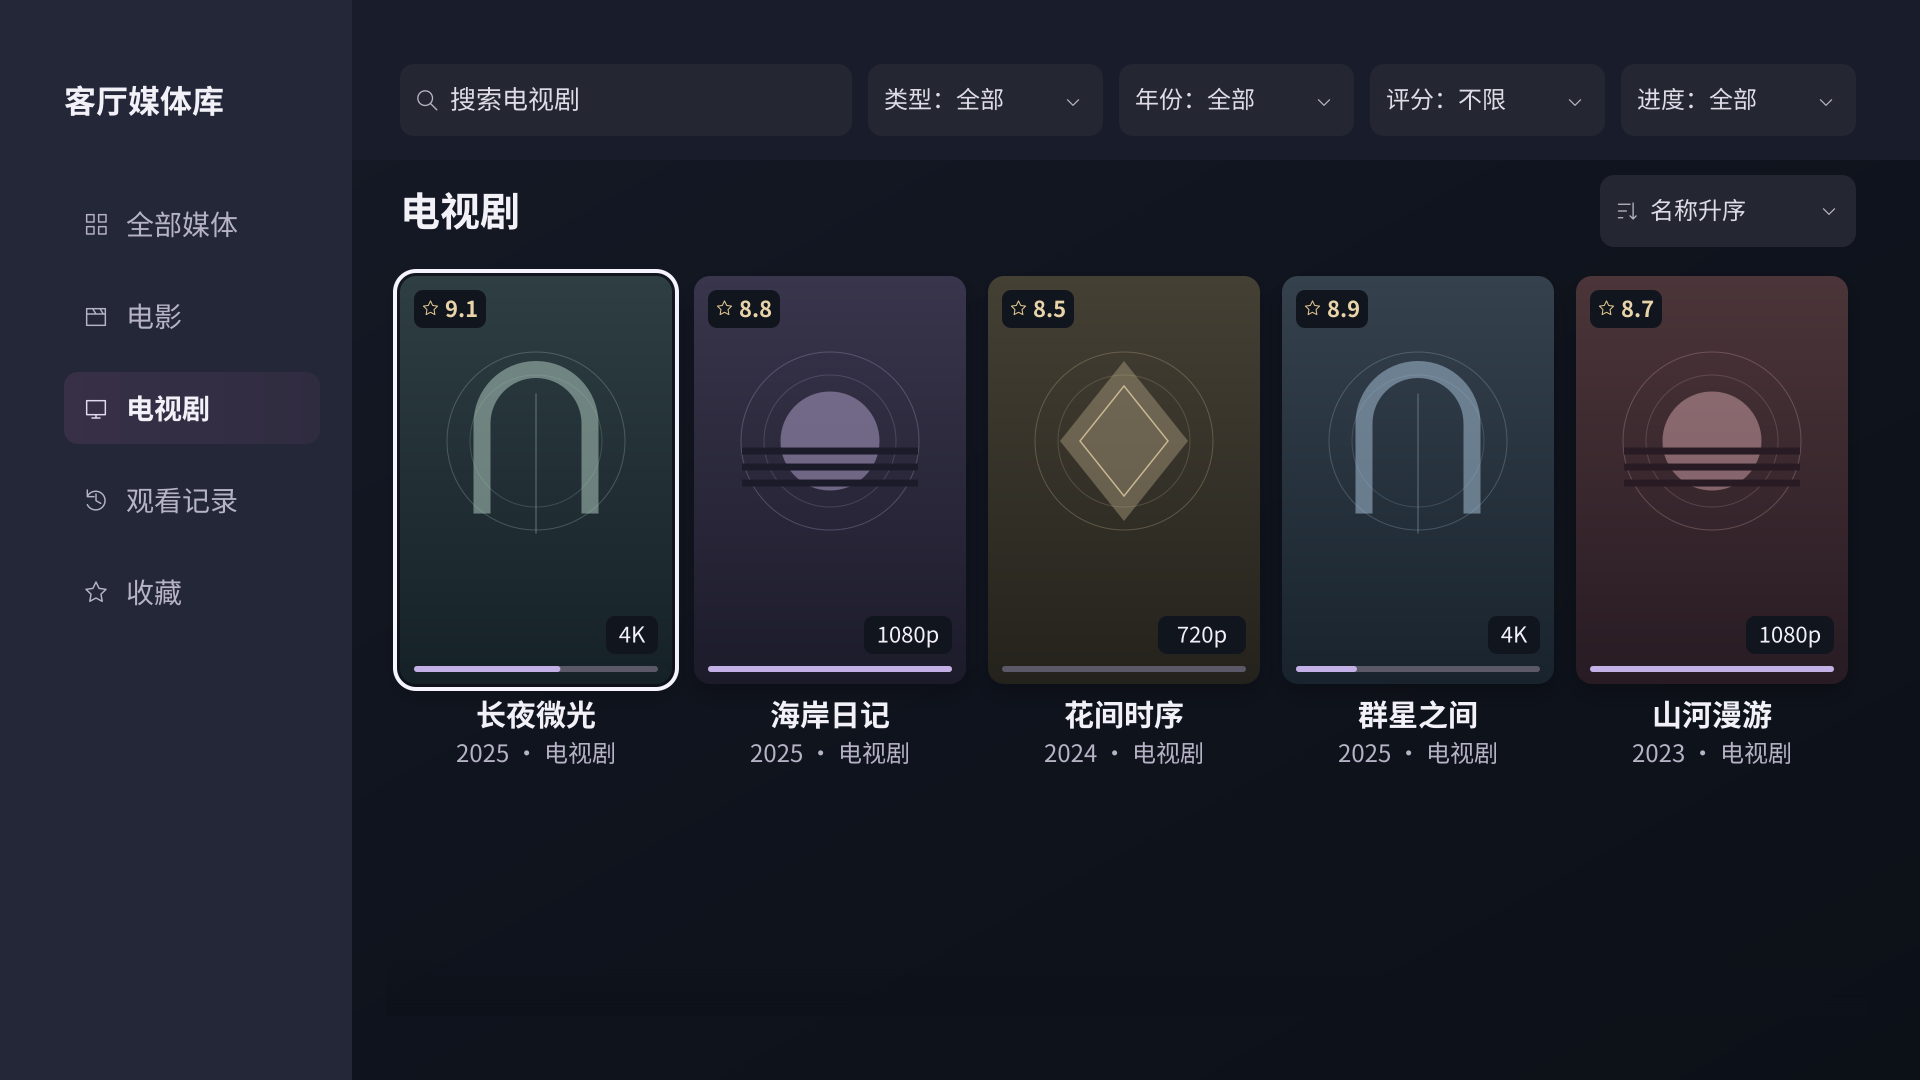 客厅媒体库
全部媒体
电影
电视剧
观看记录
收藏
搜索电视剧
类型：全部
年份：全部
评分：不限
进度：全部
电视剧
名称升序
9.1
4K
长夜微光
2025 • 电视剧
8.8
1080p
海岸日记
2025 • 电视剧
8.5
720p
花间时序
2024 • 电视剧
8.9
4K
群星之间
2025 • 电视剧
8.7
1080p
山河漫游
2023 • 电视剧